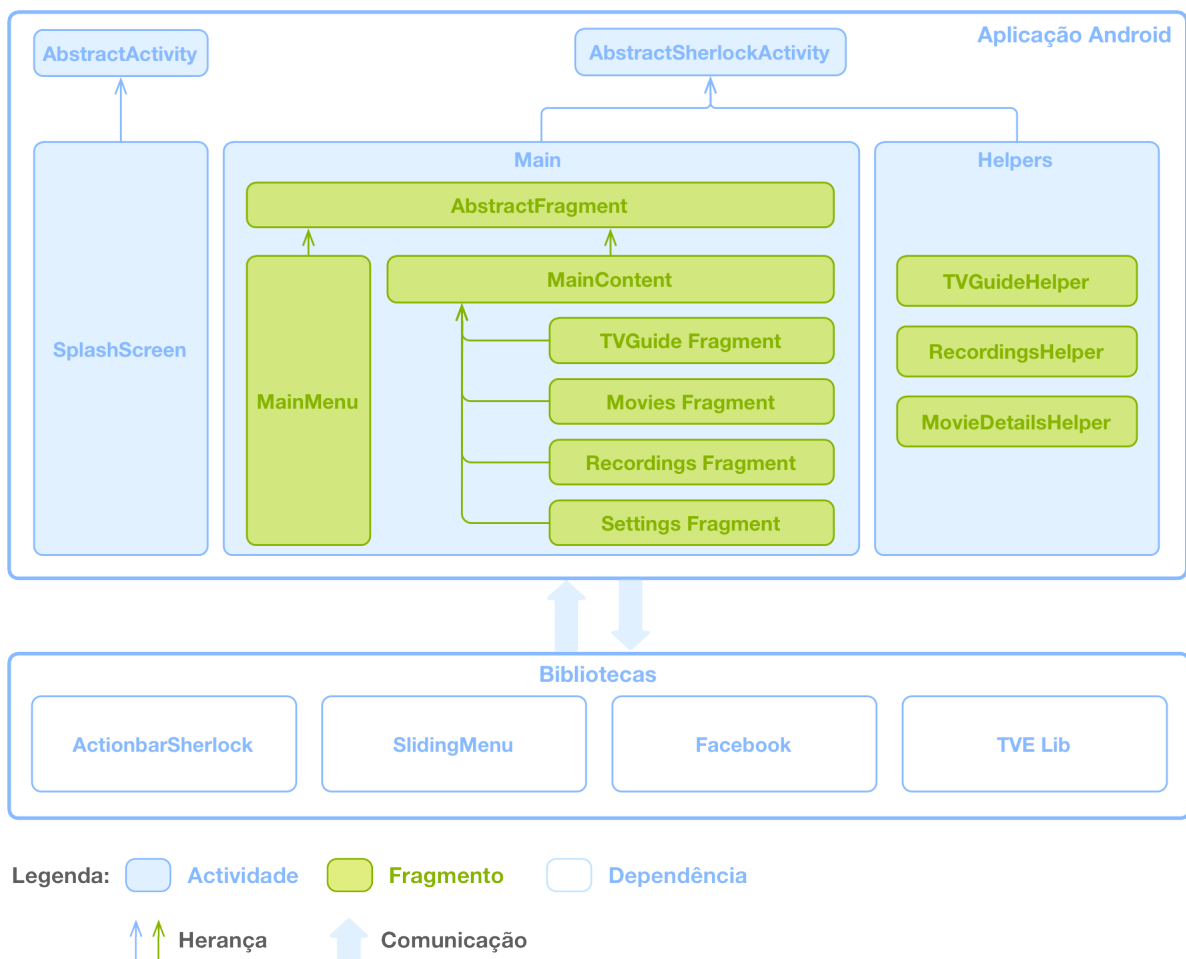 Aplicação Android
AbstractActivity
AbstractSherlockActivity
SplashScreen
Main
AbstractFragment
MainMenu
MainContent
TVGuide Fragment
Movies Fragment
Recordings Fragment
Settings Fragment
Helpers
TVGuideHelper
RecordingsHelper
MovieDetailsHelper
Bibliotecas
ActionbarSherlock
SlidingMenu
Facebook
TVE Lib
Legenda:
Actividade
Fragmento
Dependência
Herança
Comunicação